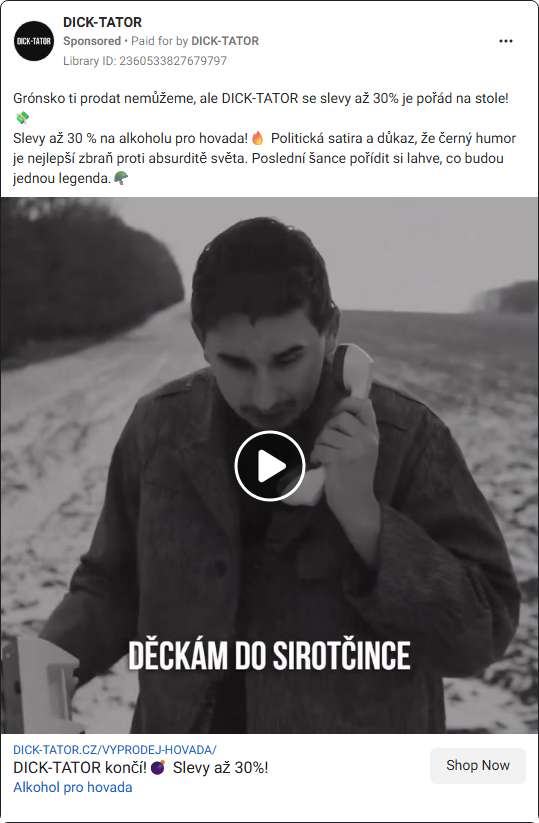 DICK-TATOR
Sponsored • Paid for by DICK-TATOR
Library ID: 2360533827679797
DICK-TATOR
Grónsko ti prodat nemůžeme, ale DICK-TATOR se slevy až 30% je pořád na stole!
💸
Slevy až 30 % na alkoholu pro hovada!🔥 Politická satira a důkaz, že černý humor
je nejlepší zbraň proti absurditě světa. Poslední šance pořídit si lahve, co budou
jednou legenda.🪖
DĚCKÁM DO SIROTČINCE
DICK-TATOR.CZ/VYPRODEJ-HOVADA/
DICK-TATOR končí!💣 Slevy až 30%!
Alkohol pro hovada
Shop Now